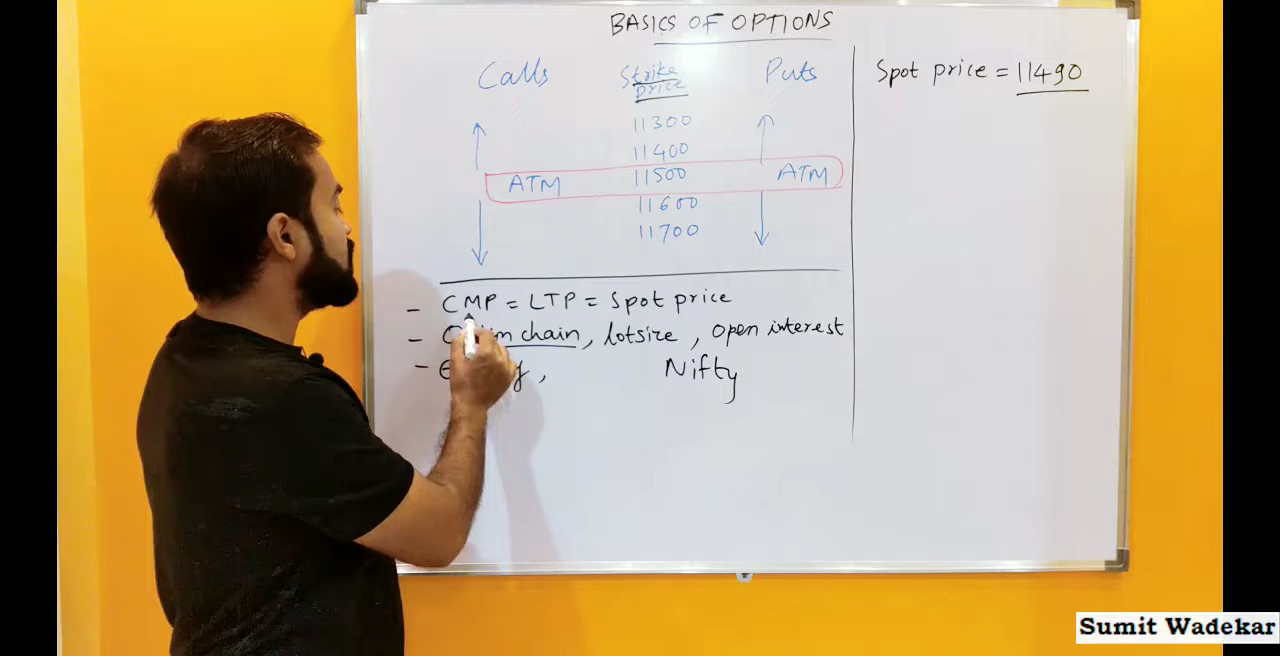 BASICS OF OPTIONS
Calls Strike price Puts
11300
11400
ATM 11500 ATM
11600
11700
- CMP = LTP = Spot price
- chain, lotsize, open interest
- , Nifty
Spot price = 11490
Sumit Wadekar